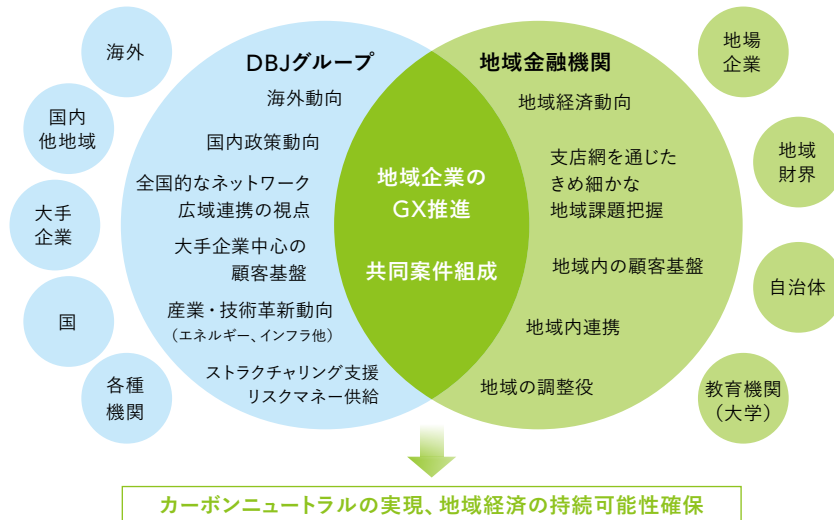 海外
国内
他地域
大手
企業
国
各種
機関
DBJグループ
海外動向
国内政策動向
全国的なネットワーク
広域連携の視点
大手企業中心の
顧客基盤
産業・技術革新動向
（エネルギー、インフラ他）
ストラクチャリング支援
リスクマネー供給
地域企業の
GX推進
共同案件組成
地域金融機関
地域経済動向
支店網を通じた
きめ細かな
地域課題把握
地域内の顧客基盤
地域内連携
地域の調整役
地場
企業
地域
財界
自治体
教育機関
（大学）
カーボンニュートラルの実現、地域経済の持続可能性確保